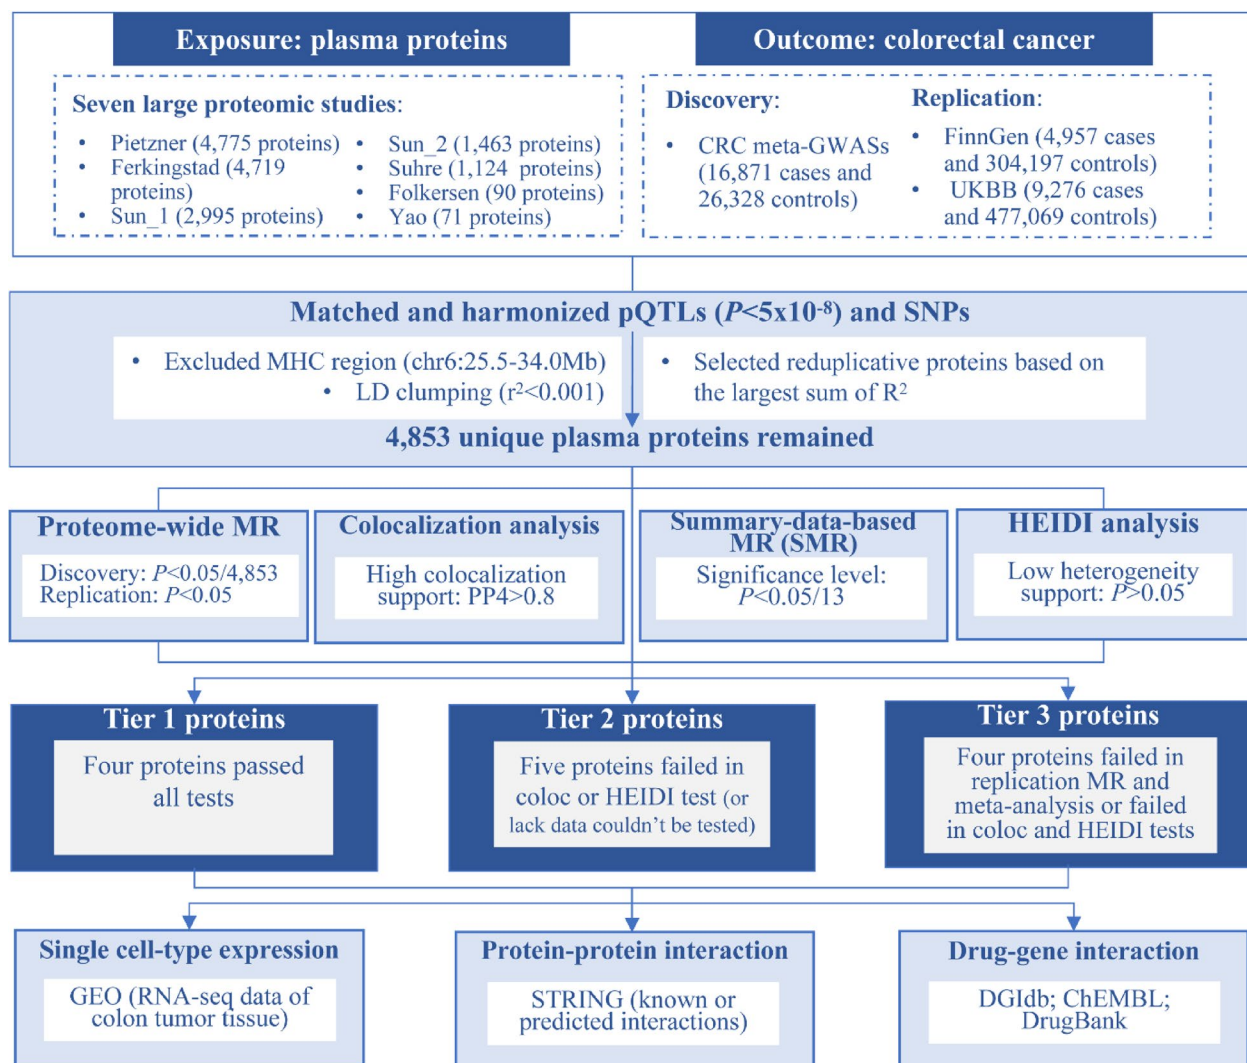 Exposure: plasma proteins
Seven large proteomic studies:
• Pietzner (4,775 proteins)
• Ferkingstad (4,719
proteins)
• Sun_1 (2,995 proteins)
• Sun_2 (1,463 proteins)
• Suhre (1,124 proteins)
• Folkersen (90 proteins)
• Yao (71 proteins)
Outcome: colorectal cancer
Discovery:
• CRC meta-GWASs
(16,871 cases and
26,328 controls)
Replication:
• FinnGen (4,957 cases
and 304,197 controls)
• UKBB (9,276 cases
and 477,069 controls)
Matched and harmonized pQTLs (P<5x10⁻⁸) and SNPs
• Excluded MHC region (chr6:25.5-34.0Mb)
• LD clumping (r²<0.001)
• Selected reduplicative proteins based on
the largest sum of R²
4,853 unique plasma proteins remained
Proteome-wide MR
Discovery: P<0.05/4,853
Replication: P<0.05
Colocalization analysis
High colocalization
support: PP4>0.8
Summary-data-based
MR (SMR)
Significance level:
P<0.05/13
HEIDI analysis
Low heterogeneity
support: P>0.05
Tier 1 proteins
Four proteins passed
all tests
Tier 2 proteins
Five proteins failed in
coloc or HEIDI test (or
lack data couldn't be tested)
Tier 3 proteins
Four proteins failed in
replication MR and
meta-analysis or failed
in coloc and HEIDI tests
Single cell-type expression
GEO (RNA-seq data of
colon tumor tissue)
Protein-protein interaction
STRING (known or
predicted interactions)
Drug-gene interaction
DGIdb; ChEMBL;
DrugBank